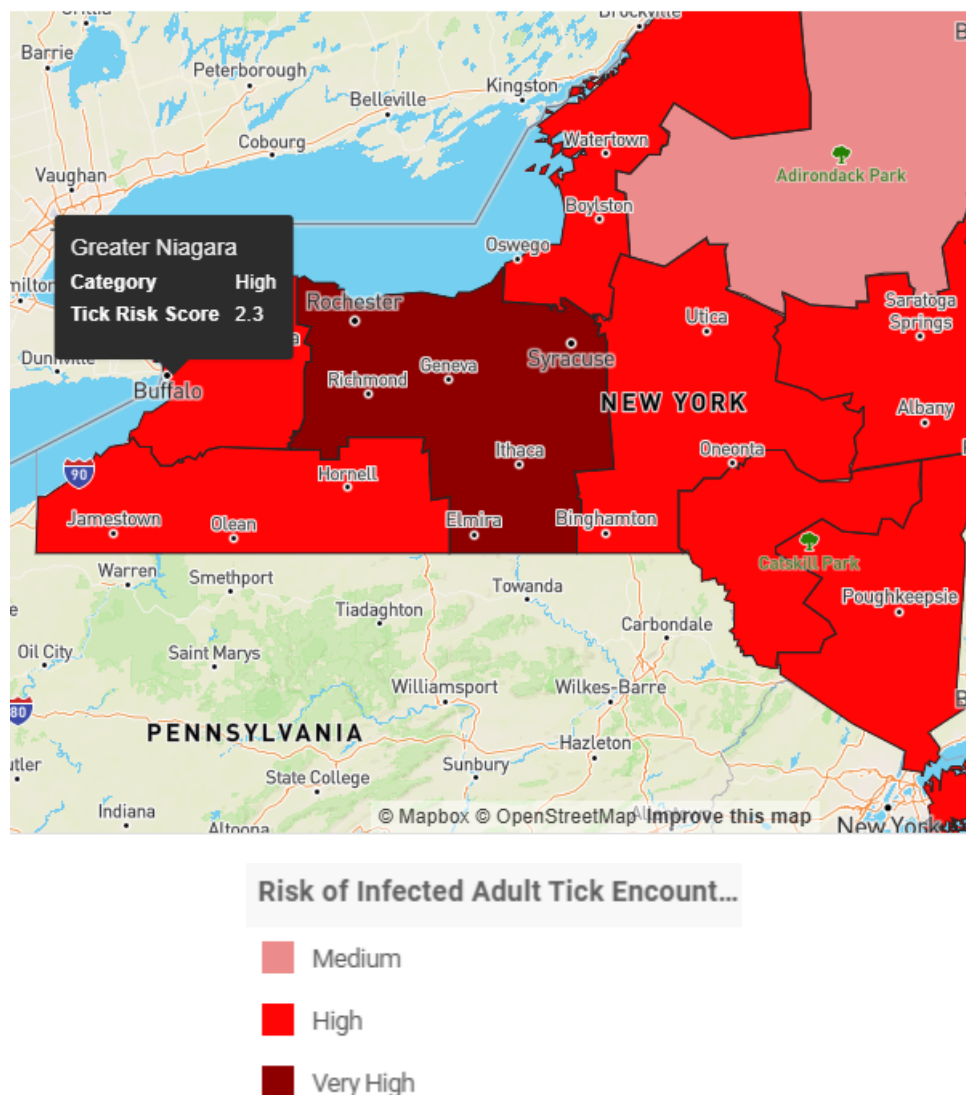 Barrie
Peterborough
Belleville
Kingston
Brockville
Cobourg
Vaughan
Watertown
Adirondack Park
Boylston
Oswego
Greater Niagara
Category High
Tick Risk Score 2.3
Rochester
Utica
Saratoga
Springs
Syracuse
Geneva
Richmond
Buffalo
NEW YORK
Albany
Ithaca
Oneonta
90
Hornell
Jamestown
Olean
Elmira
Binghamton
Catskill Park
Warren
Smethport
Towanda
Poughkeepsie
Tiadaghton
Carbondale
Oil City
Saint Marys
Williamsport
Wilkes-Barre
80
PENNSYLVANIA
Hazleton
Sunbury
State College
Indiana
© Mapbox © OpenStreetMap Improve this map
Altoona
New York
Risk of Infected Adult Tick Encount...
Medium
High
Very High